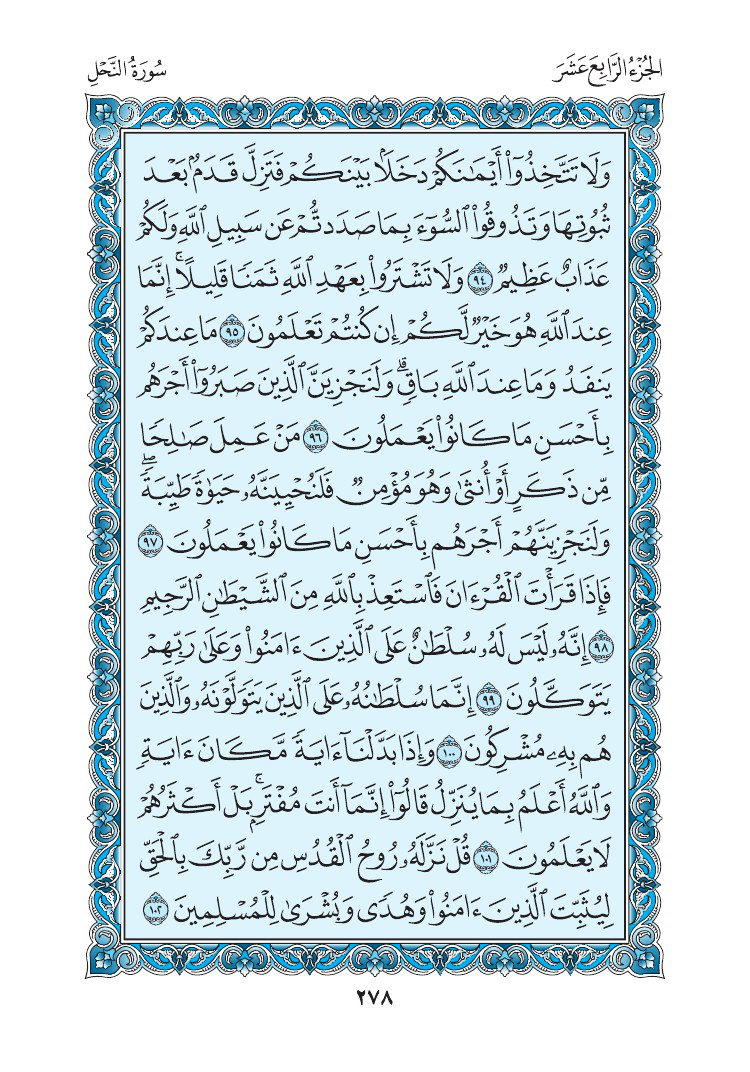 الجُزْءُ الرَّابِعَ عَشَرَ
سُورَةُ النَّحْلِ
وَلَا تَتَّخِذُوٓاْ أَيۡمَٰنَكُمۡ دَخَلَۢا بَيۡنَكُمۡ فَتَزِلَّ قَدَمُۢ بَعۡدَ
ثُبُوتِهَا وَتَذُوقُواْ ٱلسُّوٓءَ بِمَا صَدَدتُّمۡ عَن سَبِيلِ ٱللَّهِ وَلَكُمۡ
عَذَابٌ عَظِيمٞ ٩٤ وَلَا تَشۡتَرُواْ بِعَهۡدِ ٱللَّهِ ثَمَنٗا قَلِيلًاۚ إِنَّمَا
عِندَ ٱللَّهِ هُوَ خَيۡرٞ لَّكُمۡ إِن كُنتُمۡ تَعۡلَمُونَ ٩٥ مَا عِندَكُمۡ
يَنفَدُ وَمَا عِندَ ٱللَّهِ بَاقٖۗ وَلَنَجۡزِيَنَّ ٱلَّذِينَ صَبَرُوٓاْ أَجۡرَهُم
بِأَحۡسَنِ مَا كَانُواْ يَعۡمَلُونَ ٩٦ مَنۡ عَمِلَ صَٰلِحٗا
مِّن ذَكَرٍ أَوۡ أُنثَىٰ وَهُوَ مُؤۡمِنٞ فَلَنُحۡيِيَنَّهُۥ حَيَوٰةٗ طَيِّبَةٗۖ
وَلَنَجۡزِيَنَّهُمۡ أَجۡرَهُم بِأَحۡسَنِ مَا كَانُواْ يَعۡمَلُونَ ٩٧
فَإِذَا قَرَأۡتَ ٱلۡقُرۡءَانَ فَٱسۡتَعِذۡ بِٱللَّهِ مِنَ ٱلشَّيۡطَٰنِ ٱلرَّجِيمِ
٩٨ إِنَّهُۥ لَيۡسَ لَهُۥ سُلۡطَٰنٌ عَلَى ٱلَّذِينَ ءَامَنُواْ وَعَلَىٰ رَبِّهِمۡ
يَتَوَكَّلُونَ ٩٩ إِنَّمَا سُلۡطَٰنُهُۥ عَلَى ٱلَّذِينَ يَتَوَلَّوۡنَهُۥ وَٱلَّذِينَ
هُم بِهِۦ مُشۡرِكُونَ ١٠٠ وَإِذَا بَدَّلۡنَآ ءَايَةٗ مَّكَانَ ءَايَةٖ
وَٱللَّهُ أَعۡلَمُ بِمَا يُنَزِّلُ قَالُوٓاْ إِنَّمَآ أَنتَ مُفۡتَرِۭۚ بَلۡ أَكۡثَرُهُمۡ
لَا يَعۡلَمُونَ ١٠١ قُلۡ نَزَّلَهُۥ رُوحُ ٱلۡقُدُسِ مِن رَّبِّكَ بِٱلۡحَقِّ
لِيُثَبِّتَ ٱلَّذِينَ ءَامَنُواْ وَهُدٗى وَبُشۡرَىٰ لِلۡمُسۡلِمِينَ ١٠٢
٢٧٨